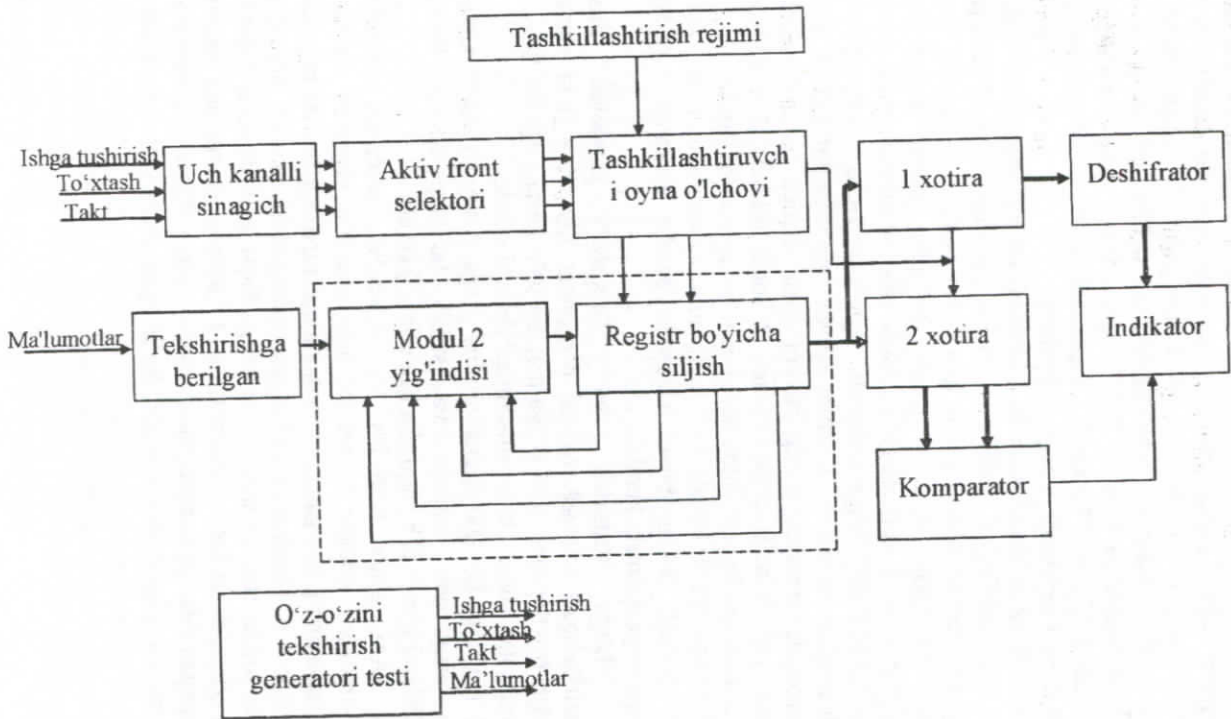 Tashkillashtirish rejimi
Ishga tushirish
To‘xtash
Takt
Uch kanalli
sinagich
Aktiv front
selektori
Tashkillashtiruvch
i oyna o'lchovi
1 xotira
Deshifrator
Ma'lumotlar
Tekshirishga
berilgan
Modul 2
yig'indisi
Registr bo'yicha
siljish
2 xotira
Indikator
Komparator
O‘z-o‘zini
tekshirish
generatori testi
Ishga tushirish
To‘xtash
Takt
Ma’lumotlar